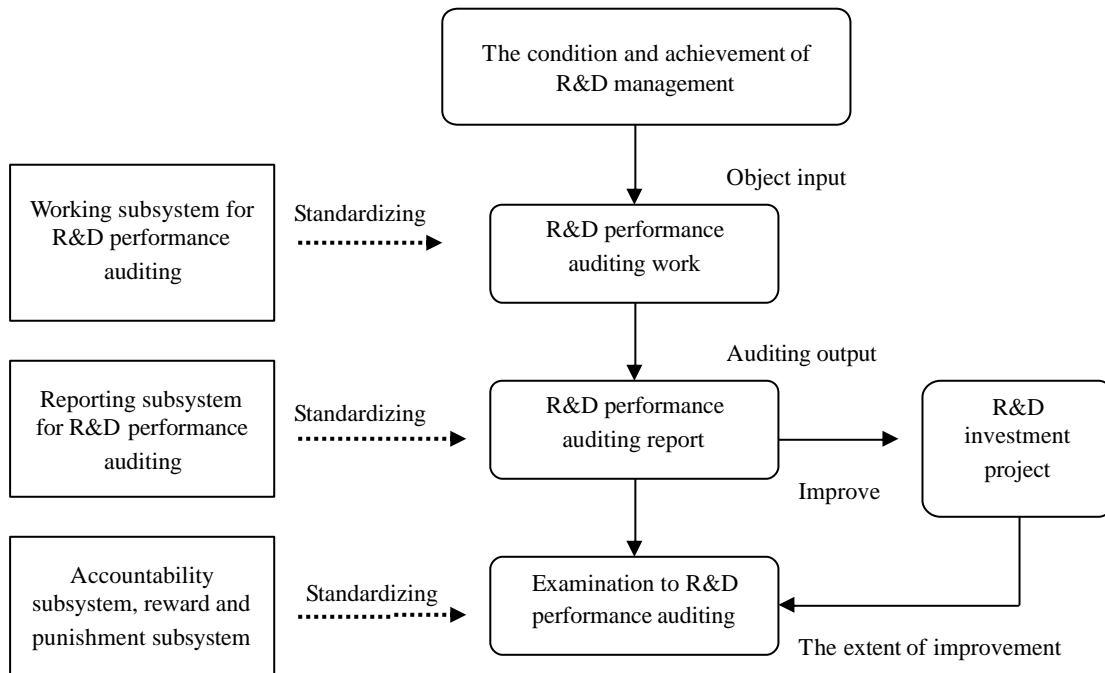 The condition and achievement of
R&D management
Object input
Working subsystem for
R&D performance
auditing
Standardizing
R&D performance
auditing work
Auditing output
Reporting subsystem
for R&D performance
auditing
Standardizing
R&D performance
auditing report
R&D
investment
project
Improve
Accountability
subsystem, reward and
punishment subsystem
Standardizing
Examination to R&D
performance auditing
The extent of improvement